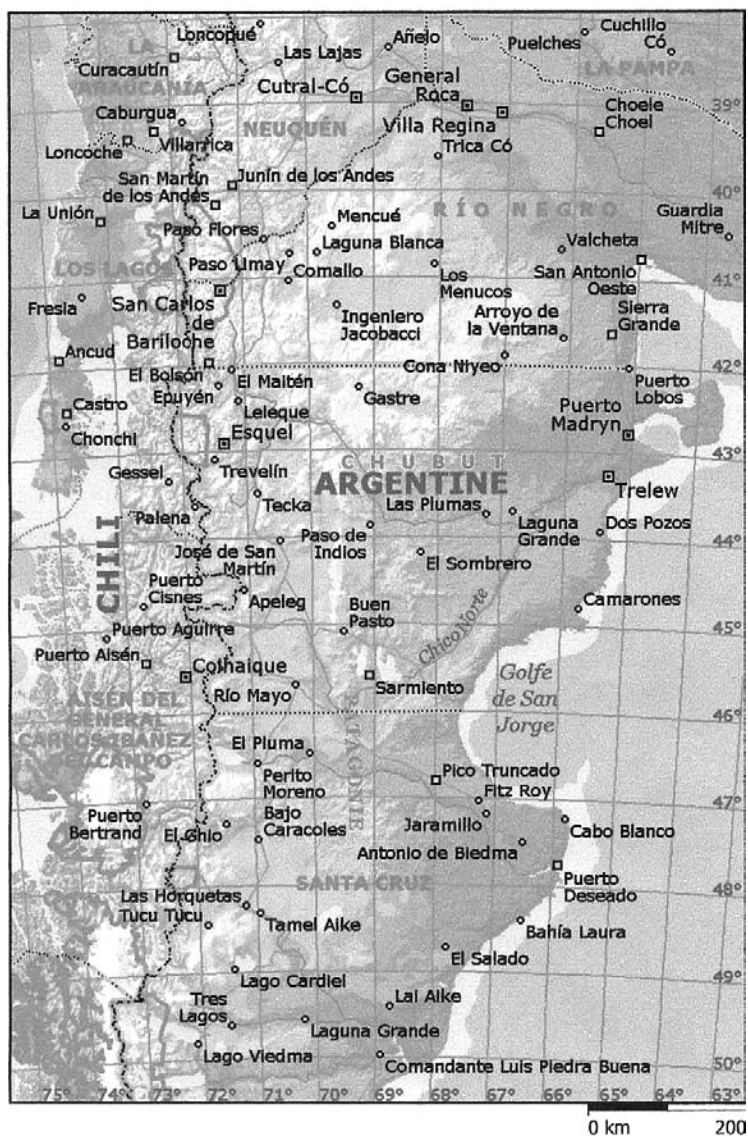 Loncopué
Las Lajas
Añelo
Puelches
Cuchillo
Có
LA
ARAUCANIA
Curacautín
LA PAMPA
Cutral-Có
General
Roca
39°
Caburgua
NEUQUÉN
Villa Regina
Choele
Choel
Loncoche
Villarrica
Trica Có
San Martín
de los Andes
Junín de los Andes
40°
La Unión
Mencué
RÍO NEGRO
Guardia
Mitre
Paso Flores
Laguna Blanca
Valcheta
LOS LAGOS
Paso Limay
Comallo
Los
Menucos
San Antonio
Oeste
41°
Fresia
San Carlos
de
Bariloche
Ingeniero
Jacobacci
Arroyo de
la Ventana
Sierra
Grande
Ancud
Cona Niyeo
42°
El Bolsón
El Maitén
Epuyén
Gastre
Puerto
Lobos
Castro
Leleque
Puerto
Madryn
Chonchi
Esquel
CHUBUT
43°
Gessel
Trevelín
ARGENTINE
Trelew
Palena
Tecka
Las Plumas
Laguna
Grande
Dos Pozos
CHILI
José de San
Martín
Paso de
Indios
44°
El Sombrero
Puerto
Cisnes
Apeleg
Buen
Pasto
Camarones
Chico Norte
Puerto Aguirre
45°
Puerto Aisén
Coihaique
Golfe
de San
Jorge
Río Mayo
Sarmiento
AISÉN DEL
GENERAL
CARLOS IBÁÑEZ
DEL CAMPO
PATAGONIE
46°
El Pluma
Perito
Moreno
Pico Truncado
Fitz Roy
47°
Puerto
Bertrand
El Ghio
Bajo
Caracoles
Jaramillo
Cabo Blanco
Antonio de Biedma
SANTA CRUZ
Puerto
Deseado
48°
Las Horquetas
Tucu Tucu
Tamel Aike
Bahía Laura
El Salado
49°
Lago Cardiel
Tres
Lagos
Lai Aike
Laguna Grande
Lago Viedma
Comandante Luis Piedra Buena
50°
75° 74° 73° 72° 71° 70° 69° 68° 67° 66° 65° 64° 63°
0 km 200